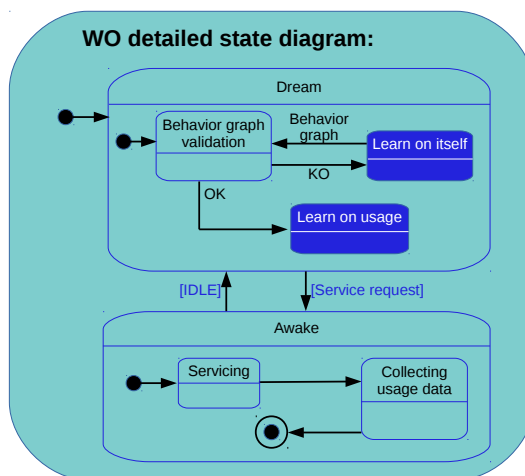 WO detailed state diagram:
Dream
Behavior graph
validation
Behavior
graph
Learn on itself
KO
OK
Learn on usage
[IDLE]
[Service request]
Awake
Servicing
Collecting
usage data